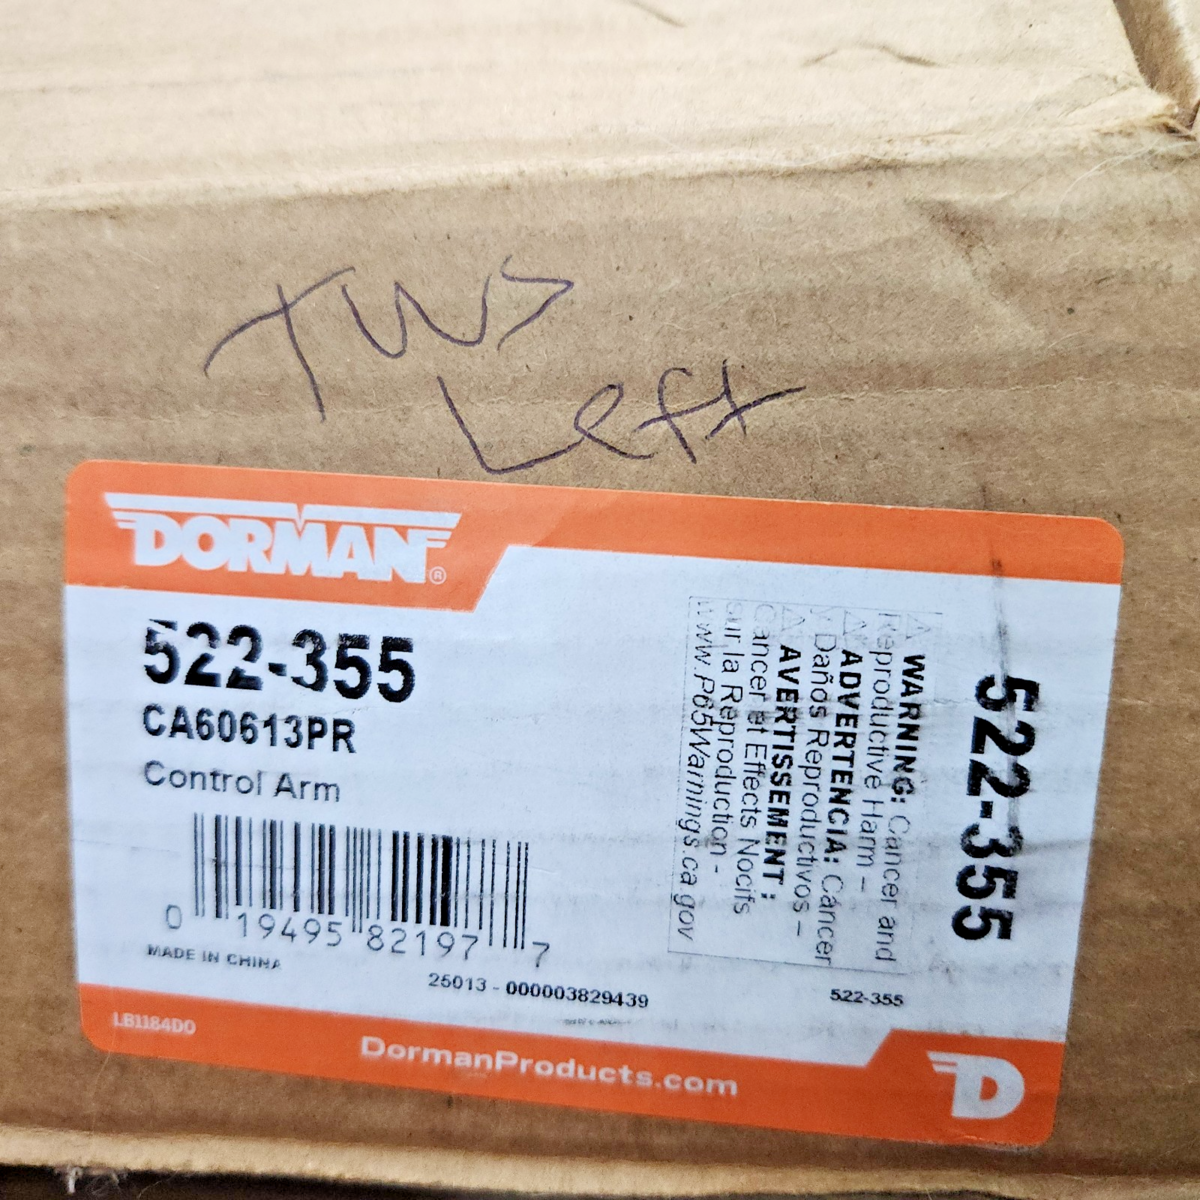 TWS
Left
DORMAN®
522-355
CA60613PR
Control Arm
0 19495 82197 7
MADE IN CHINA
25013 - 000003829439
LB1184DO
DormanProducts.com
D
⚠ WARNING: Cancer and
Reproductive Harm -
⚠ ADVERTENCIA: Cáncer
y Daños Reproductivos -
⚠ AVERTISSEMENT :
Cancer et Effects Nocifs
sur la Reproduction -
www.P65Warnings.ca.gov
522-355
522-355